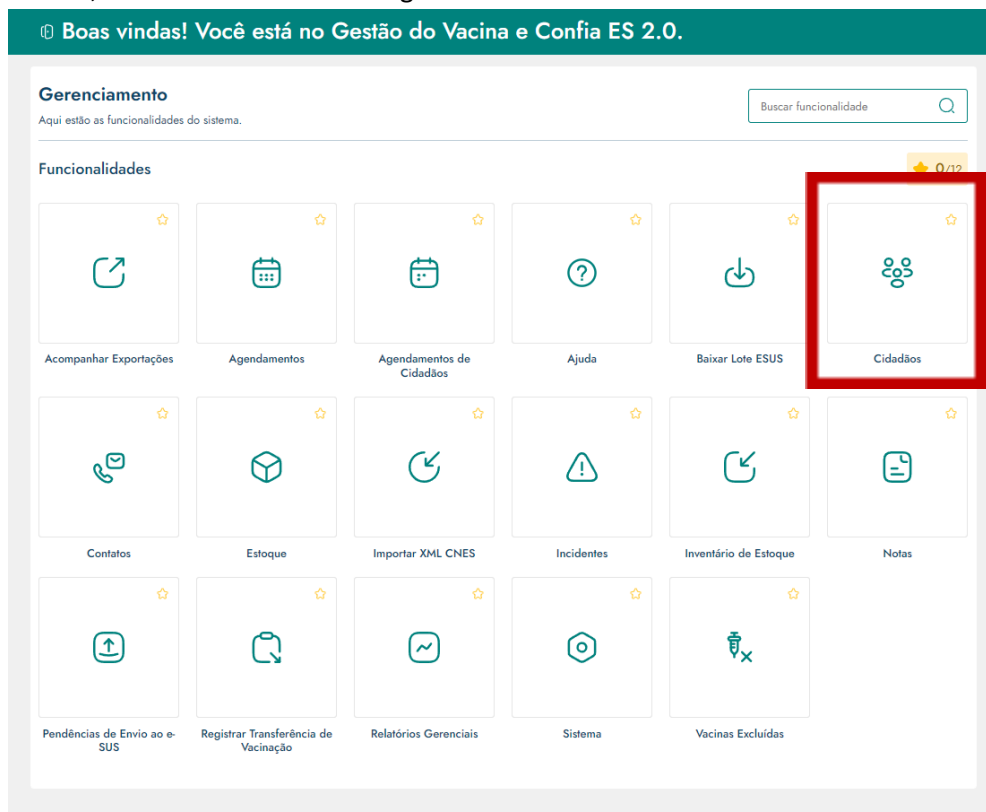 Boas vindas! Você está no Gestão do Vacina e Confia ES 2.0.
Gerenciamento
Aqui estão as funcionalidades do sistema.
Buscar funcionalidade
Funcionalidades
0/12
Acompanhar Exportações
Agendamentos
Agendamentos de
Cidadãos
Ajuda
Baixar Lote ESUS
Cidadãos
Contatos
Estoque
Importar XML CNES
Incidentes
Inventário de Estoque
Notas
Pendências de Envio ao e-
SUS
Registrar Transferência de
Vacinação
Relatórios Gerenciais
Sistema
Vacinas Excluídas